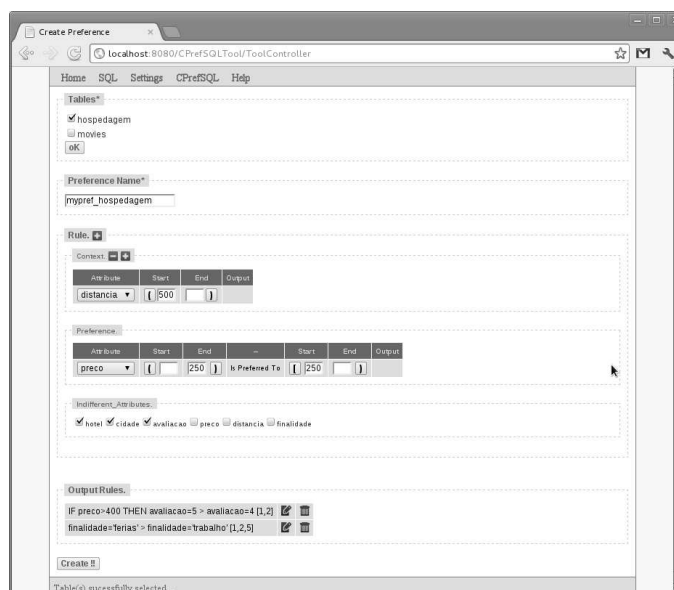 Create Preference
localhost:8080/CPrefSQLTool/ToolController
Home SQL Settings CPrefSQL Help
Tables*
hospedagem
movies
oK
Preference Name*
mypref_hospedagem
Rule.
Context.
Attribute Start End Output
distancia ( 500 )
Preference.
Attribute Start End -- Start End Output
preco ( 250 ) Is Preferred To [ 250 )
Indifferent_Attributes.
hotel cidade avaliacao preco distancia finalidade
Output Rules.
IF preco>400 THEN avaliacao=5 > avaliacao=4 [1,2]
finalidade='ferias' > finalidade='trabalho' [1,2,5]
Create !!
Table(s) sucessfully selected.